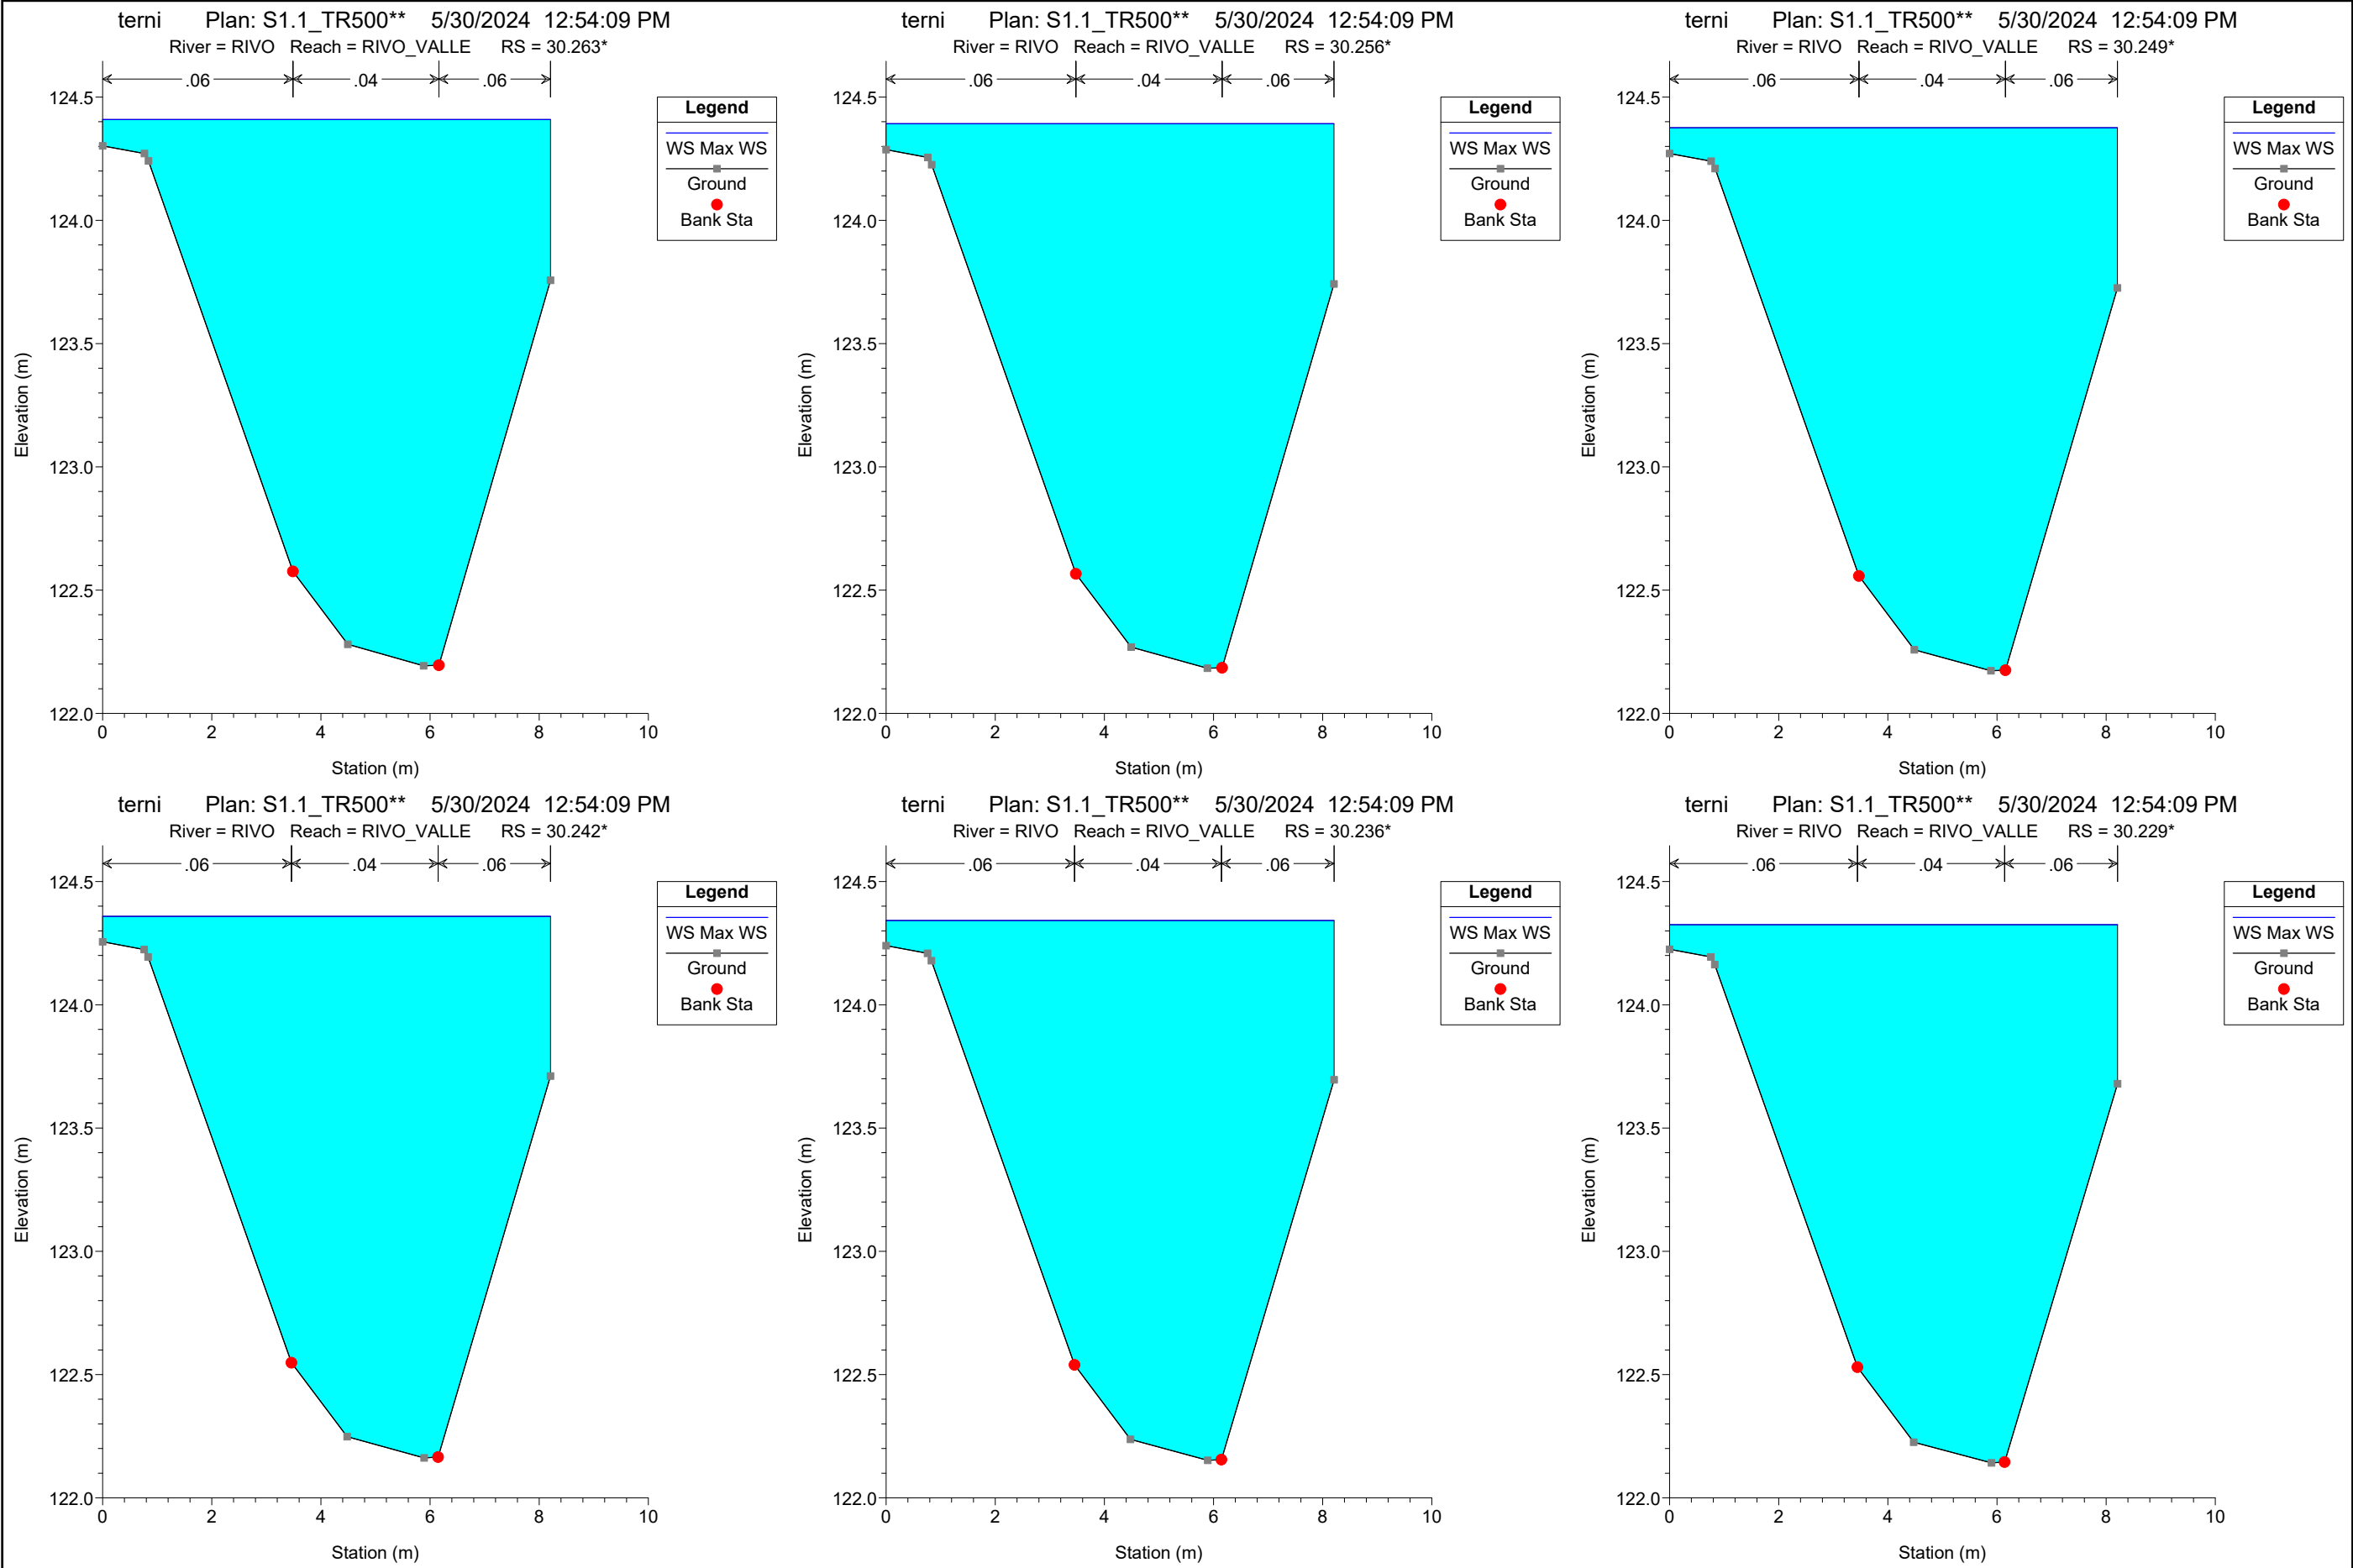 terni Plan: S1.1_TR500** 5/30/2024 12:54:09 PM
River = RIVO Reach = RIVO_VALLE RS = 30.263*
.06 .04 .06
Legend
WS Max WS
Ground
Bank Sta
124.5
124.0
123.5
123.0
122.5
122.0
Elevation (m)
0 2 4 6 8 10
Station (m)
terni Plan: S1.1_TR500** 5/30/2024 12:54:09 PM
River = RIVO Reach = RIVO_VALLE RS = 30.256*
.06 .04 .06
Legend
WS Max WS
Ground
Bank Sta
124.5
124.0
123.5
123.0
122.5
122.0
Elevation (m)
0 2 4 6 8 10
Station (m)
terni Plan: S1.1_TR500** 5/30/2024 12:54:09 PM
River = RIVO Reach = RIVO_VALLE RS = 30.249*
.06 .04 .06
Legend
WS Max WS
Ground
Bank Sta
124.5
124.0
123.5
123.0
122.5
122.0
Elevation (m)
0 2 4 6 8 10
Station (m)
terni Plan: S1.1_TR500** 5/30/2024 12:54:09 PM
River = RIVO Reach = RIVO_VALLE RS = 30.242*
.06 .04 .06
Legend
WS Max WS
Ground
Bank Sta
124.5
124.0
123.5
123.0
122.5
122.0
Elevation (m)
0 2 4 6 8 10
Station (m)
terni Plan: S1.1_TR500** 5/30/2024 12:54:09 PM
River = RIVO Reach = RIVO_VALLE RS = 30.236*
.06 .04 .06
Legend
WS Max WS
Ground
Bank Sta
124.5
124.0
123.5
123.0
122.5
122.0
Elevation (m)
0 2 4 6 8 10
Station (m)
terni Plan: S1.1_TR500** 5/30/2024 12:54:09 PM
River = RIVO Reach = RIVO_VALLE RS = 30.229*
.06 .04 .06
Legend
WS Max WS
Ground
Bank Sta
124.5
124.0
123.5
123.0
122.5
122.0
Elevation (m)
0 2 4 6 8 10
Station (m)